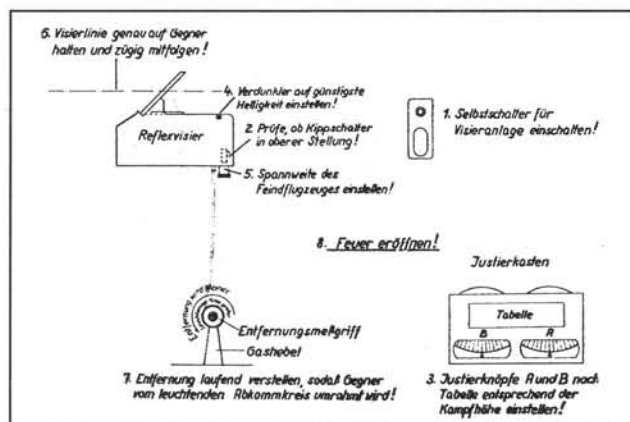 6. Visierlinie genau auf Gegner
halten und zügig mitfolgen!
4. Verdunkler auf günstigste
Helligkeit einstellen!
Reflexvisier
2. Prüfe, ob Kippschalter
in oberer Stellung!
1. Selbstschalter für
Visieranlage einschalten!
5. Spannweite des
Feindflugzeuges einstellen!
8. Feuer eröffnen!
Justierkasten
Tabelle
B A
Entfernung wird kleiner
Entfernungsmeßgriff
Gashebel
7. Entfernung laufend verstellen, sodaß Gegner
vom leuchtenden Abkommkreis umrahmt wird!
3. Justierknöpfe A und B nach
Tabelle entsprechend der
Kampfhöhe einstellen!